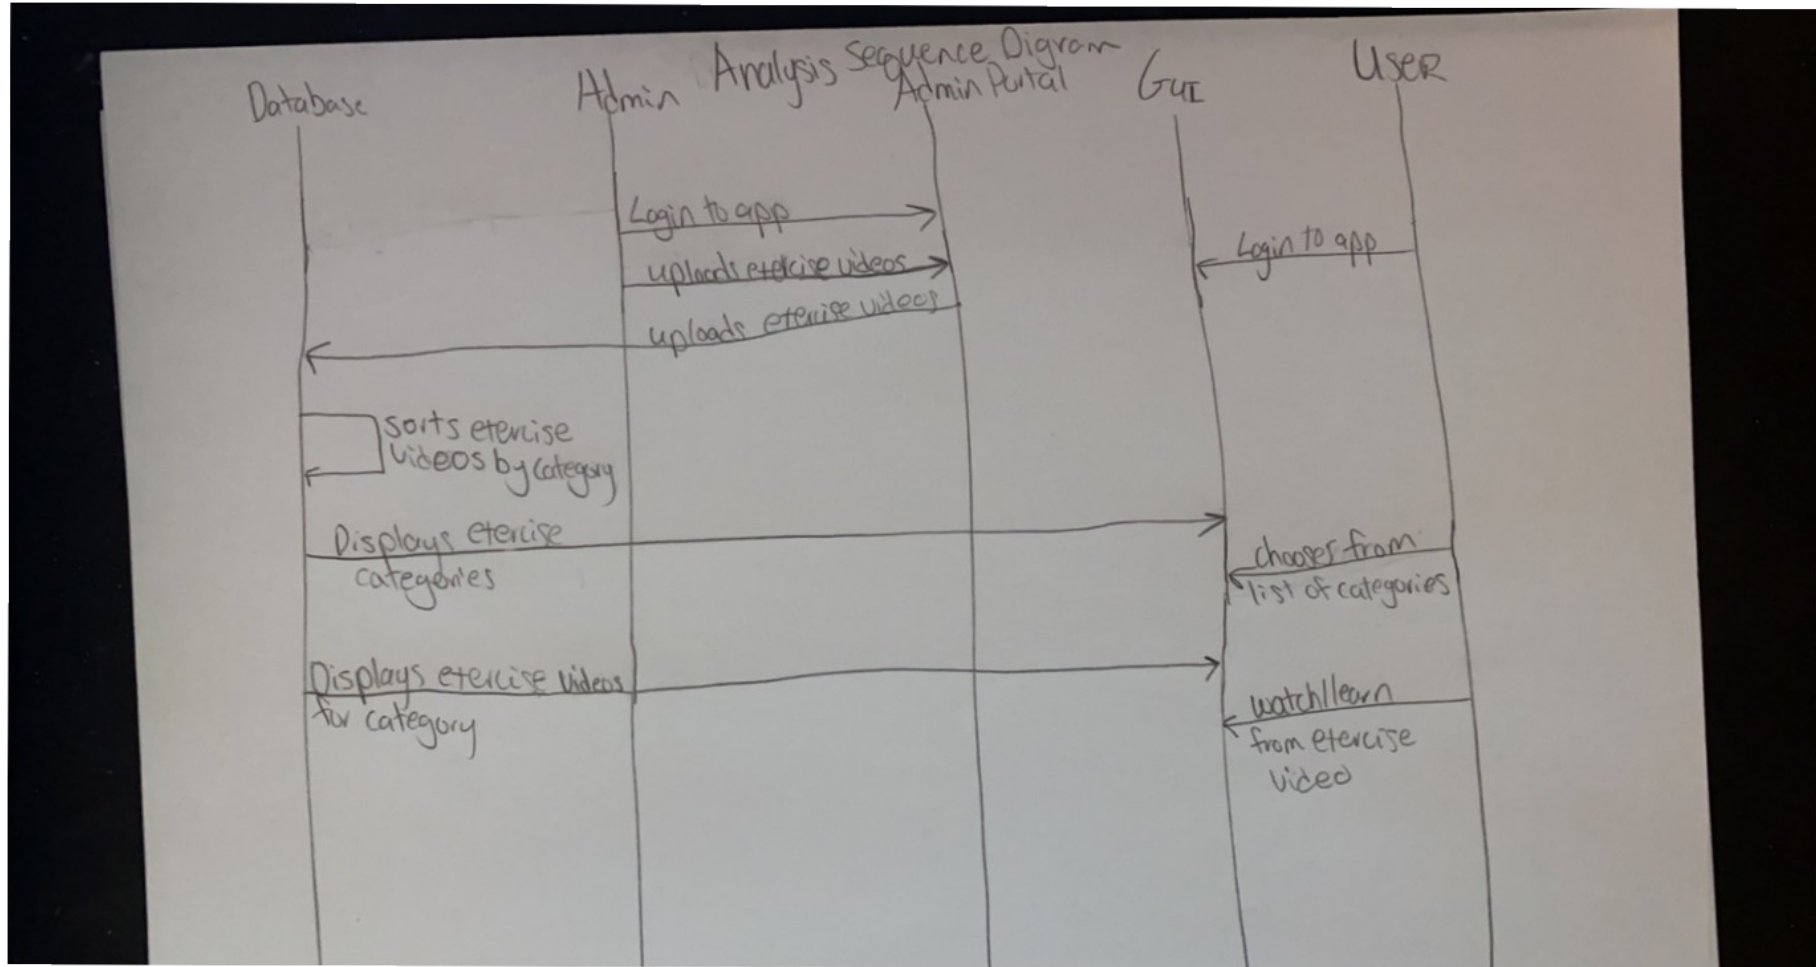 Analysis Sequence Digram
Database
Admin
Admin Portal
GUI
User
Login to app
Login to app
uploads etercise videos
uploads etercise videos
sorts etercise
videos by category
Displays etercise
categories
chooses from
list of categories
Displays etercise videos
for category
watch/learn
from etercise
video